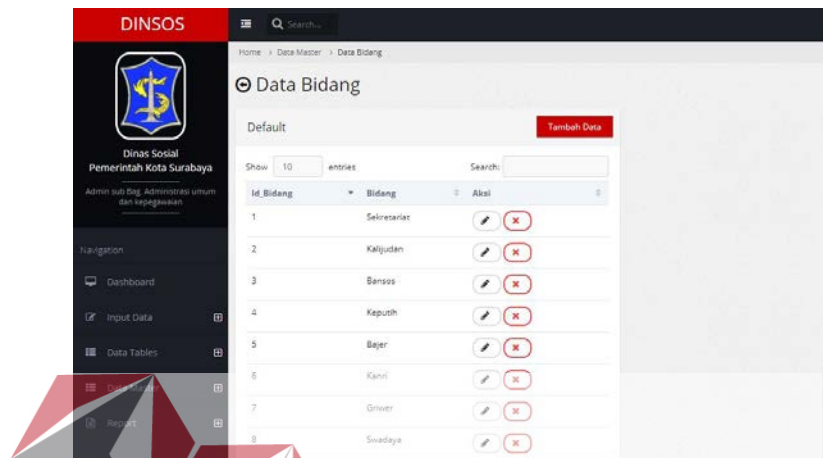 DINSOS
Search...
Home > Data Master > Data Bidang
Data Bidang
Dinas Sosial
Pemerintah Kota Surabaya
Admin sub Bag. Administrasi umum
dan kepegawaian
Navigation
Dashboard
Input Data
Data Tables
Data Master
Report
Default
Tambah Data
Show 10 entries
Search:
Id_Bidang Bidang Aksi
1 Sekretariat
2 Kalijudan
3 Bansos
4 Keputih
5 Bajer
6 Kanri
7 Griwer
8 Swadaya